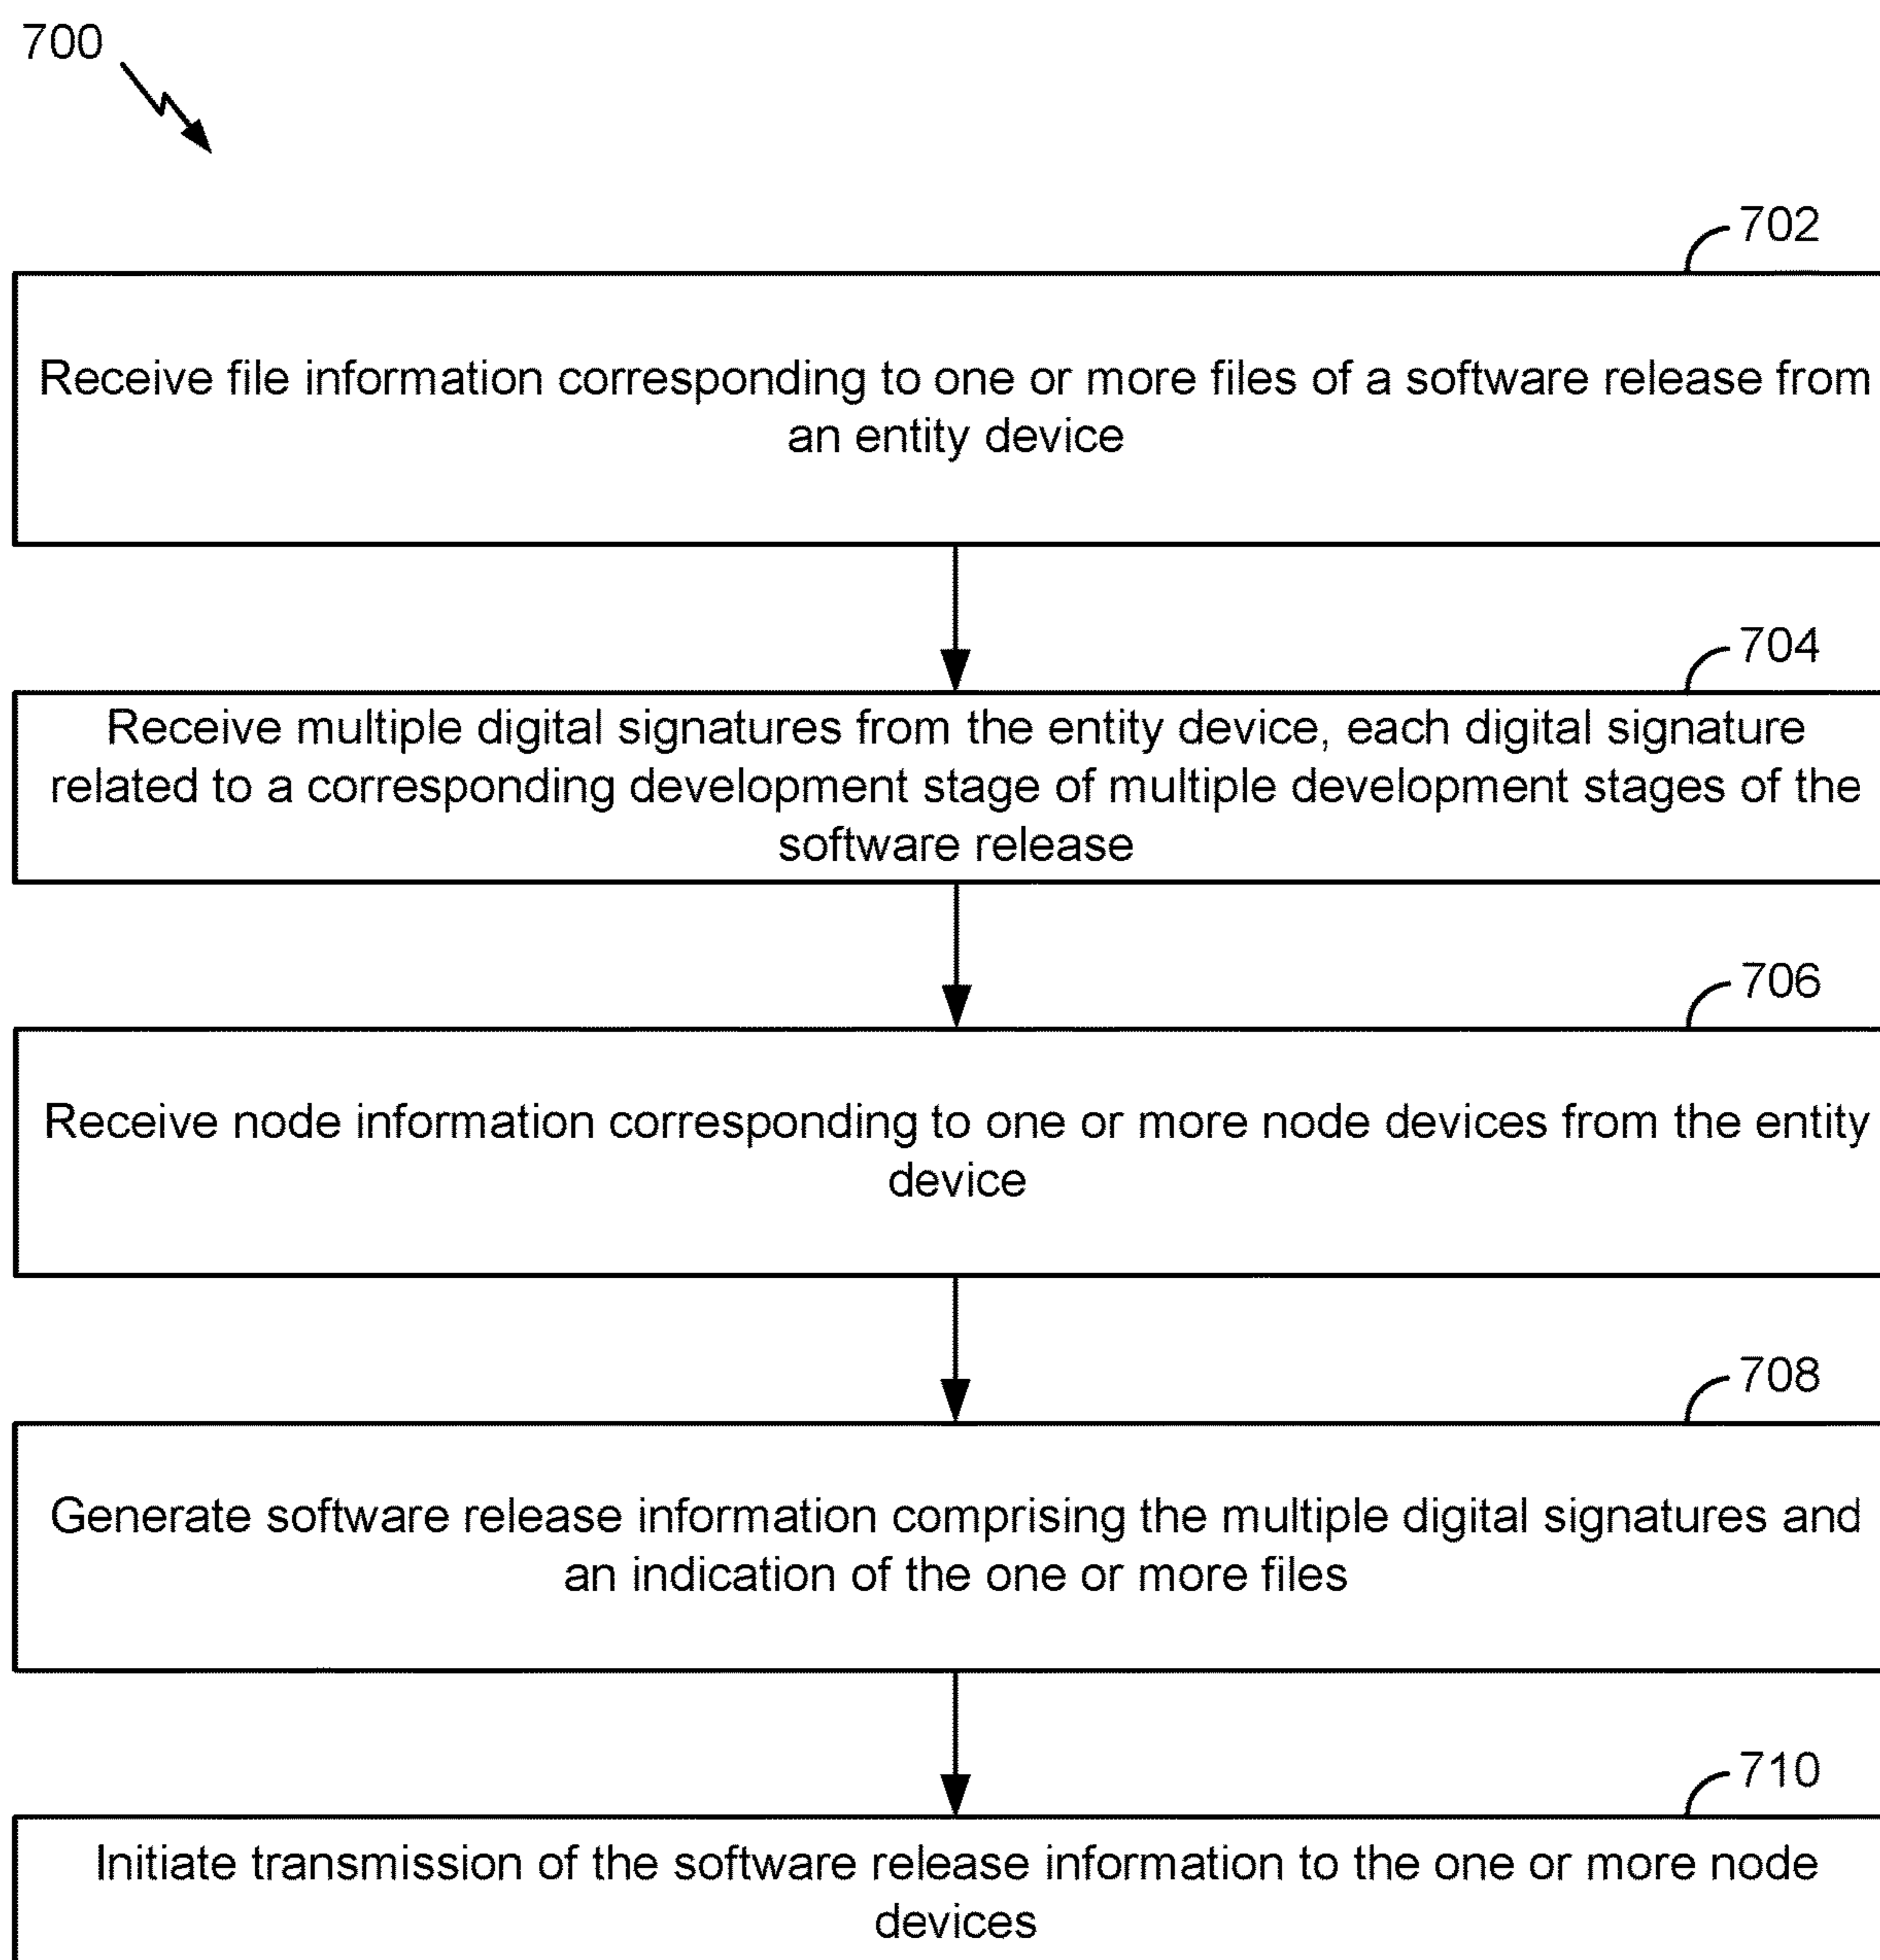 700
702
Receive file information corresponding to one or more files of a software release from
an entity device
704
Receive multiple digital signatures from the entity device, each digital signature
related to a corresponding development stage of multiple development stages of the
software release
706
Receive node information corresponding to one or more node devices from the entity
device
708
Generate software release information comprising the multiple digital signatures and
an indication of the one or more files
710
Initiate transmission of the software release information to the one or more node
devices